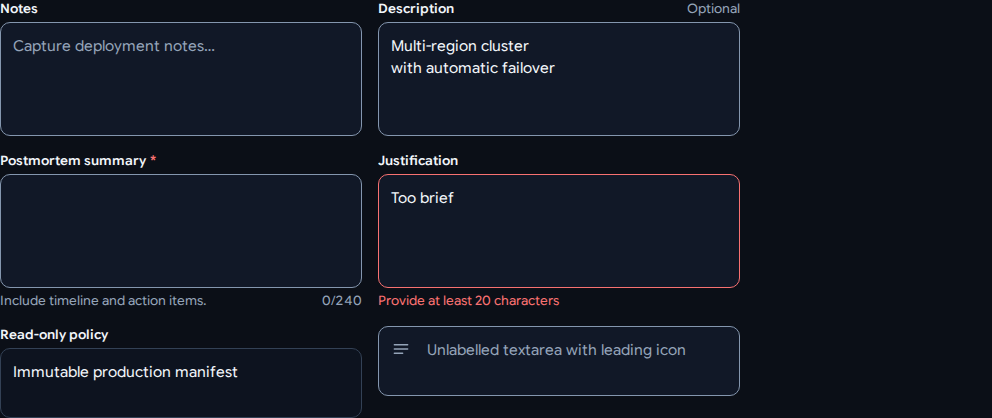 Notes
Capture deployment notes...
Description
Optional
Multi-region cluster
with automatic failover
Postmortem summary *
Include timeline and action items.
0/240
Justification
Too brief
Provide at least 20 characters
Read-only policy
Immutable production manifest
Unlabelled textarea with leading icon